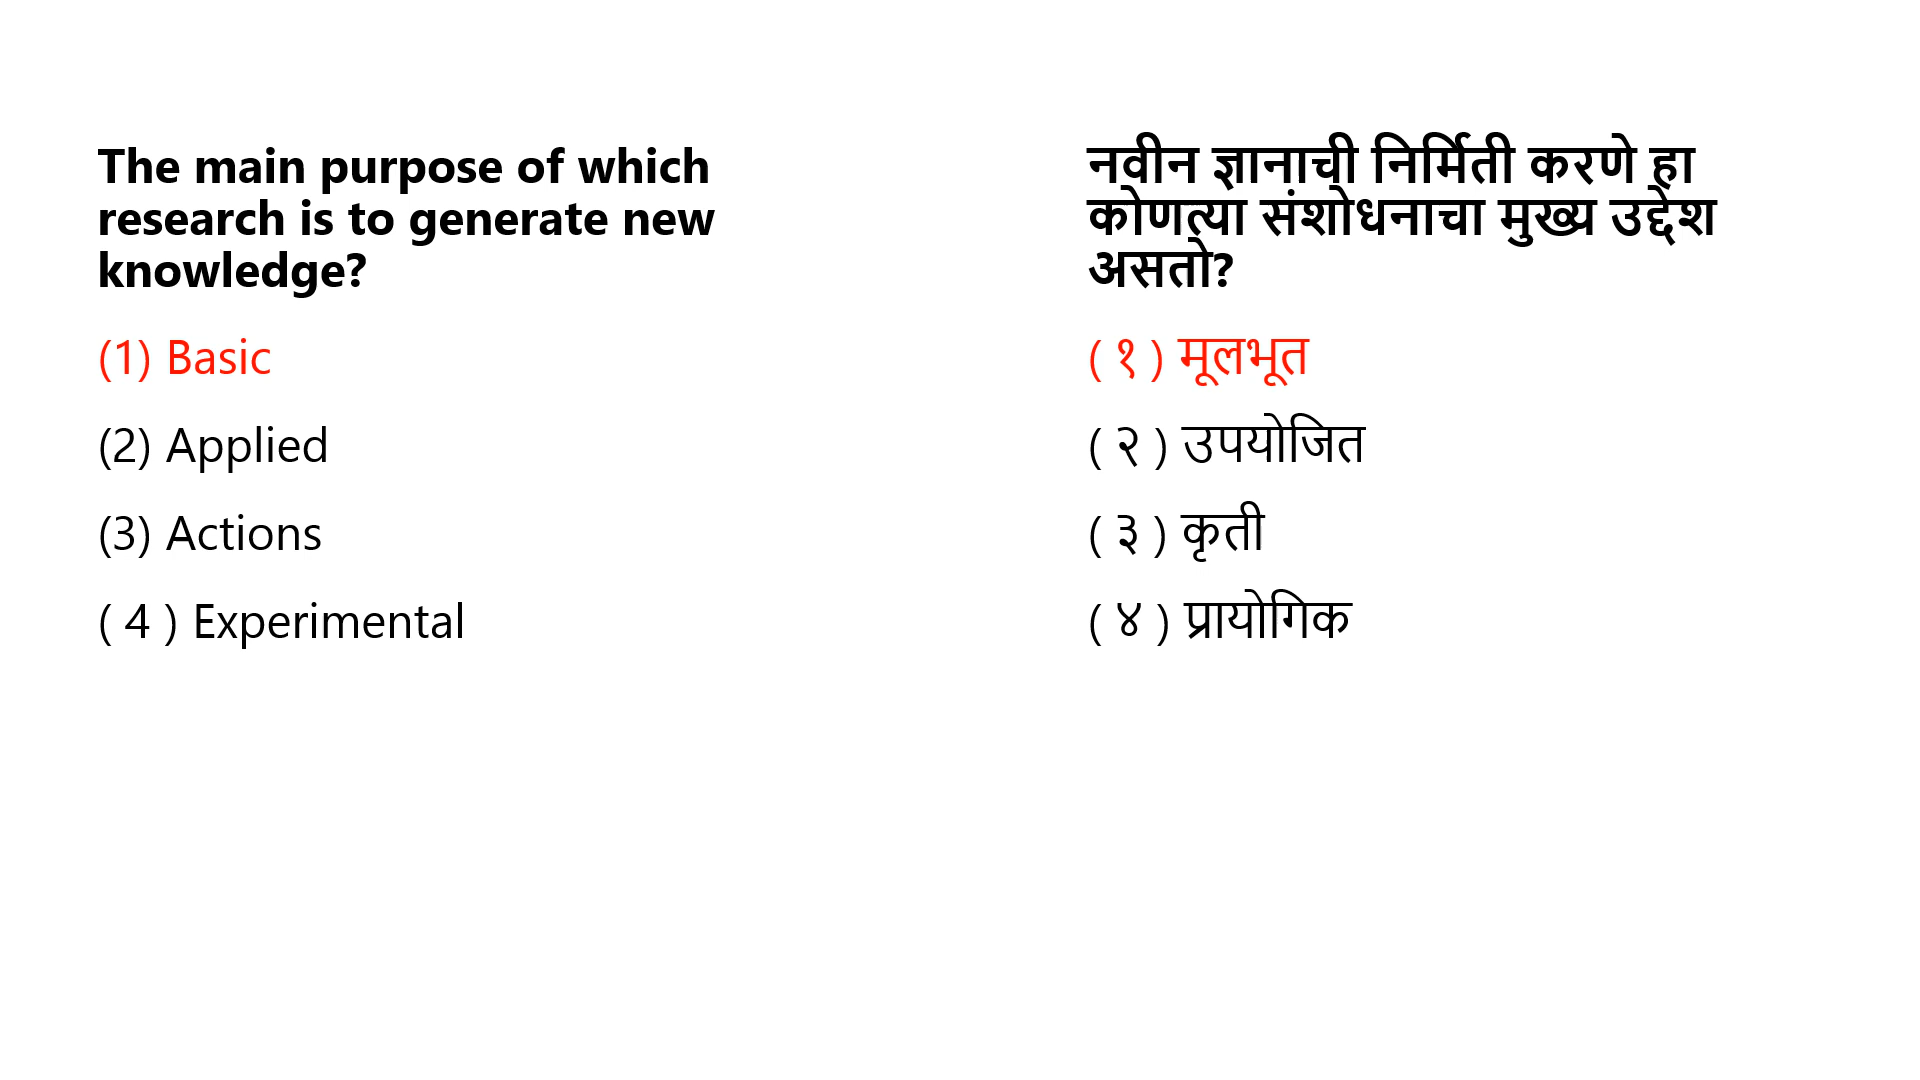 The main purpose of which
research is to generate new
knowledge?
(1) Basic
(2) Applied
(3) Actions
( 4 ) Experimental
नवीन ज्ञानाची निर्मिती करणे हा
कोणत्या संशोधनाचा मुख्य उद्देश
असतो?
( १ ) मूलभूत
( २ ) उपयोजित
( ३ ) कृती
( ४ ) प्रायोगिक